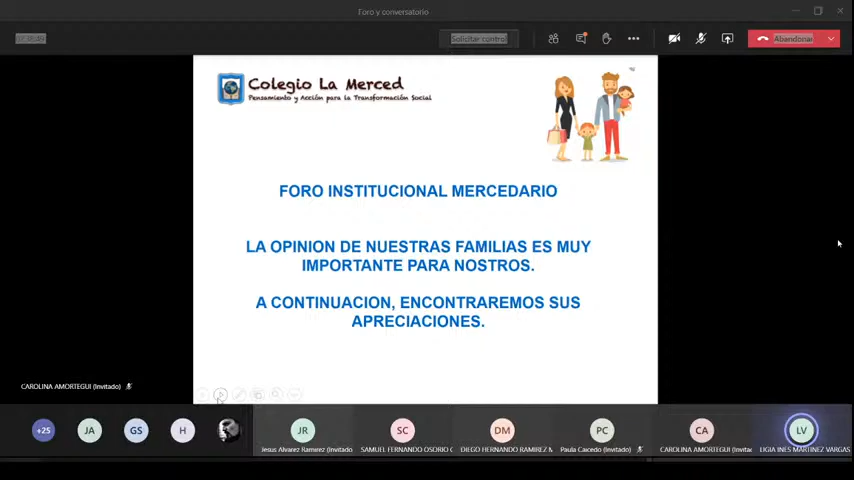 Foro y conversatorio
Solicitar control
Abandonar
Colegio La Merced
Pensamiento y Acción para la Transformación Social
FORO INSTITUCIONAL MERCEDARIO
LA OPINION DE NUESTRAS FAMILIAS ES MUY
IMPORTANTE PARA NOSTROS.
A CONTINUACION, ENCONTRAREMOS SUS
APRECIACIONES.
CAROLINA AMORTEGUI (Invitado)
+25
JA
GS
H
JR
SC
DM
PC
CA
LV
Jesus Alvarez Ramirez (Invitado
SAMUEL FERNANDO OSORIO
DIEGO HERNANDO RAMIREZ M
Paula Caicedo (Invitado)
CAROLINA AMORTEGUI (Invitac
LIGIA INES MARTINEZ VARGAS